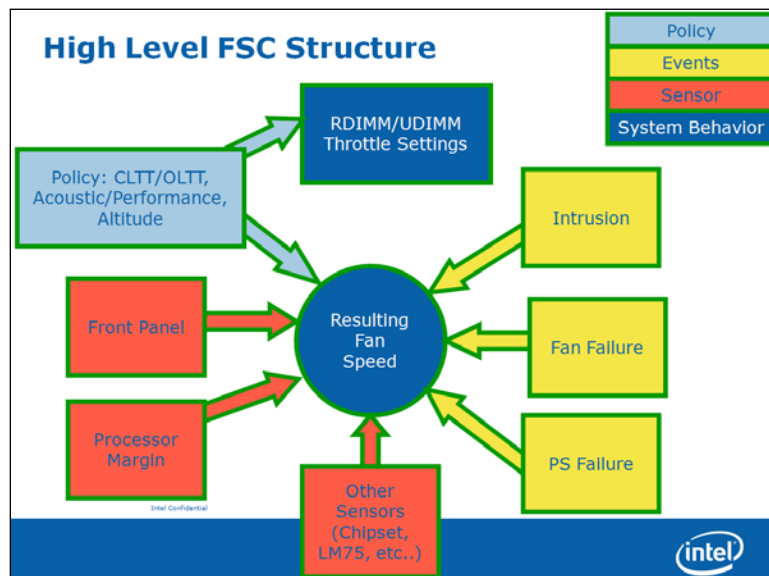 High Level FSC Structure
Policy
Events
Sensor
System Behavior
RDIMM/UDIMM
Throttle Settings
Policy: CLTT/OLTT,
Acoustic/Performance,
Altitude
Intrusion
Front Panel
Resulting
Fan
Speed
Fan Failure
Processor
Margin
PS Failure
Other
Sensors
(Chipset,
LM75, etc..)
Intel Confidential
intel